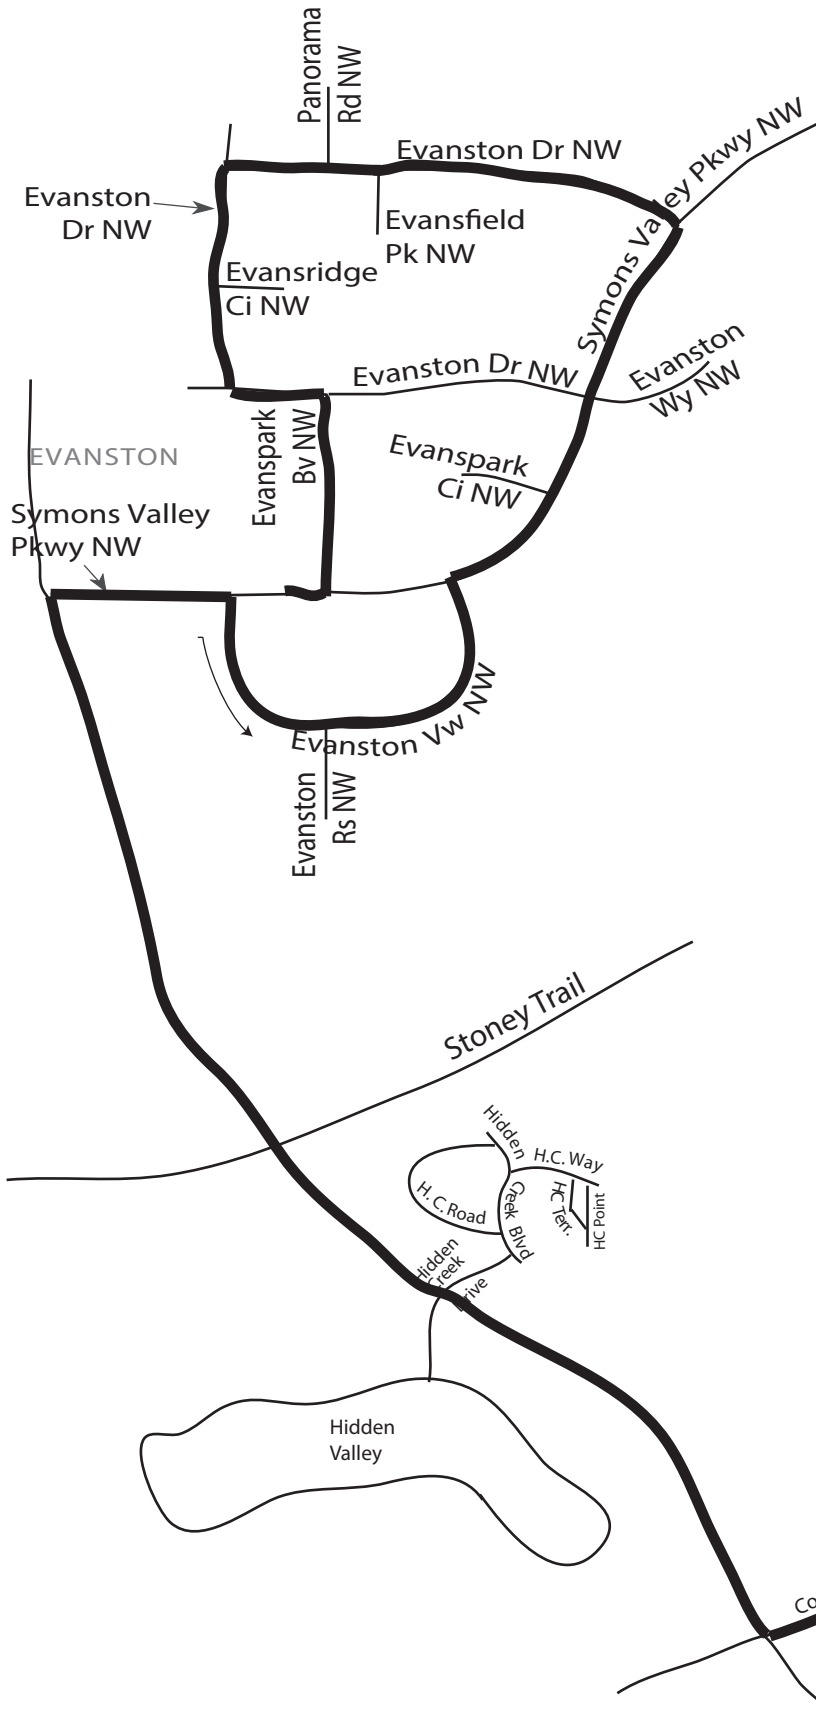 Panorama
Rd NW
Evanston Dr NW
Symons Valley Pkwy NW
Evanston
Dr NW
Evansfield
Pk NW
Evansridge
Ci NW
Evanston Dr NW
Evanston
Wy NW
Evanspark
Bv NW
Evanspark
Ci NW
EVANSTON
Symons Valley
Pkwy NW
Evanston Vw NW
Evanston
Rs NW
Stoney Trail
Hidden
Creek Blvd
H.C. Way
H. C. Road
HC Terr.
HC Point
Hidden
Creek
Drive
Hidden
Valley
Co